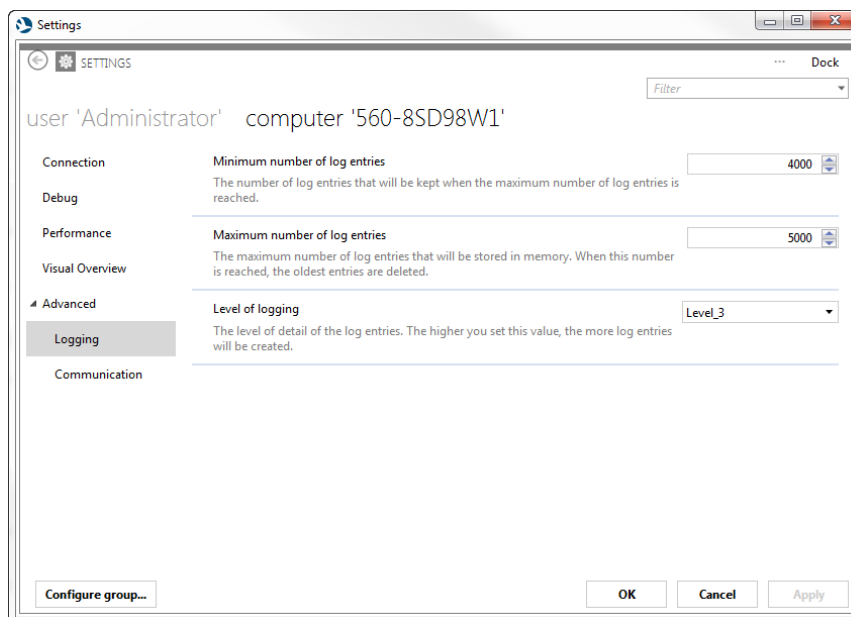 Settings
SETTINGS
... Dock
Filter
user 'Administrator' computer '560-8SD98W1'
Connection
Debug
Performance
Visual Overview
Advanced
Logging
Communication
Minimum number of log entries
4000
The number of log entries that will be kept when the maximum number of log entries is
reached.
Maximum number of log entries
5000
The maximum number of log entries that will be stored in memory. When this number
is reached, the oldest entries are deleted.
Level of logging
Level_3
The level of detail of the log entries. The higher you set this value, the more log entries
will be created.
Configure group...
OK
Cancel
Apply